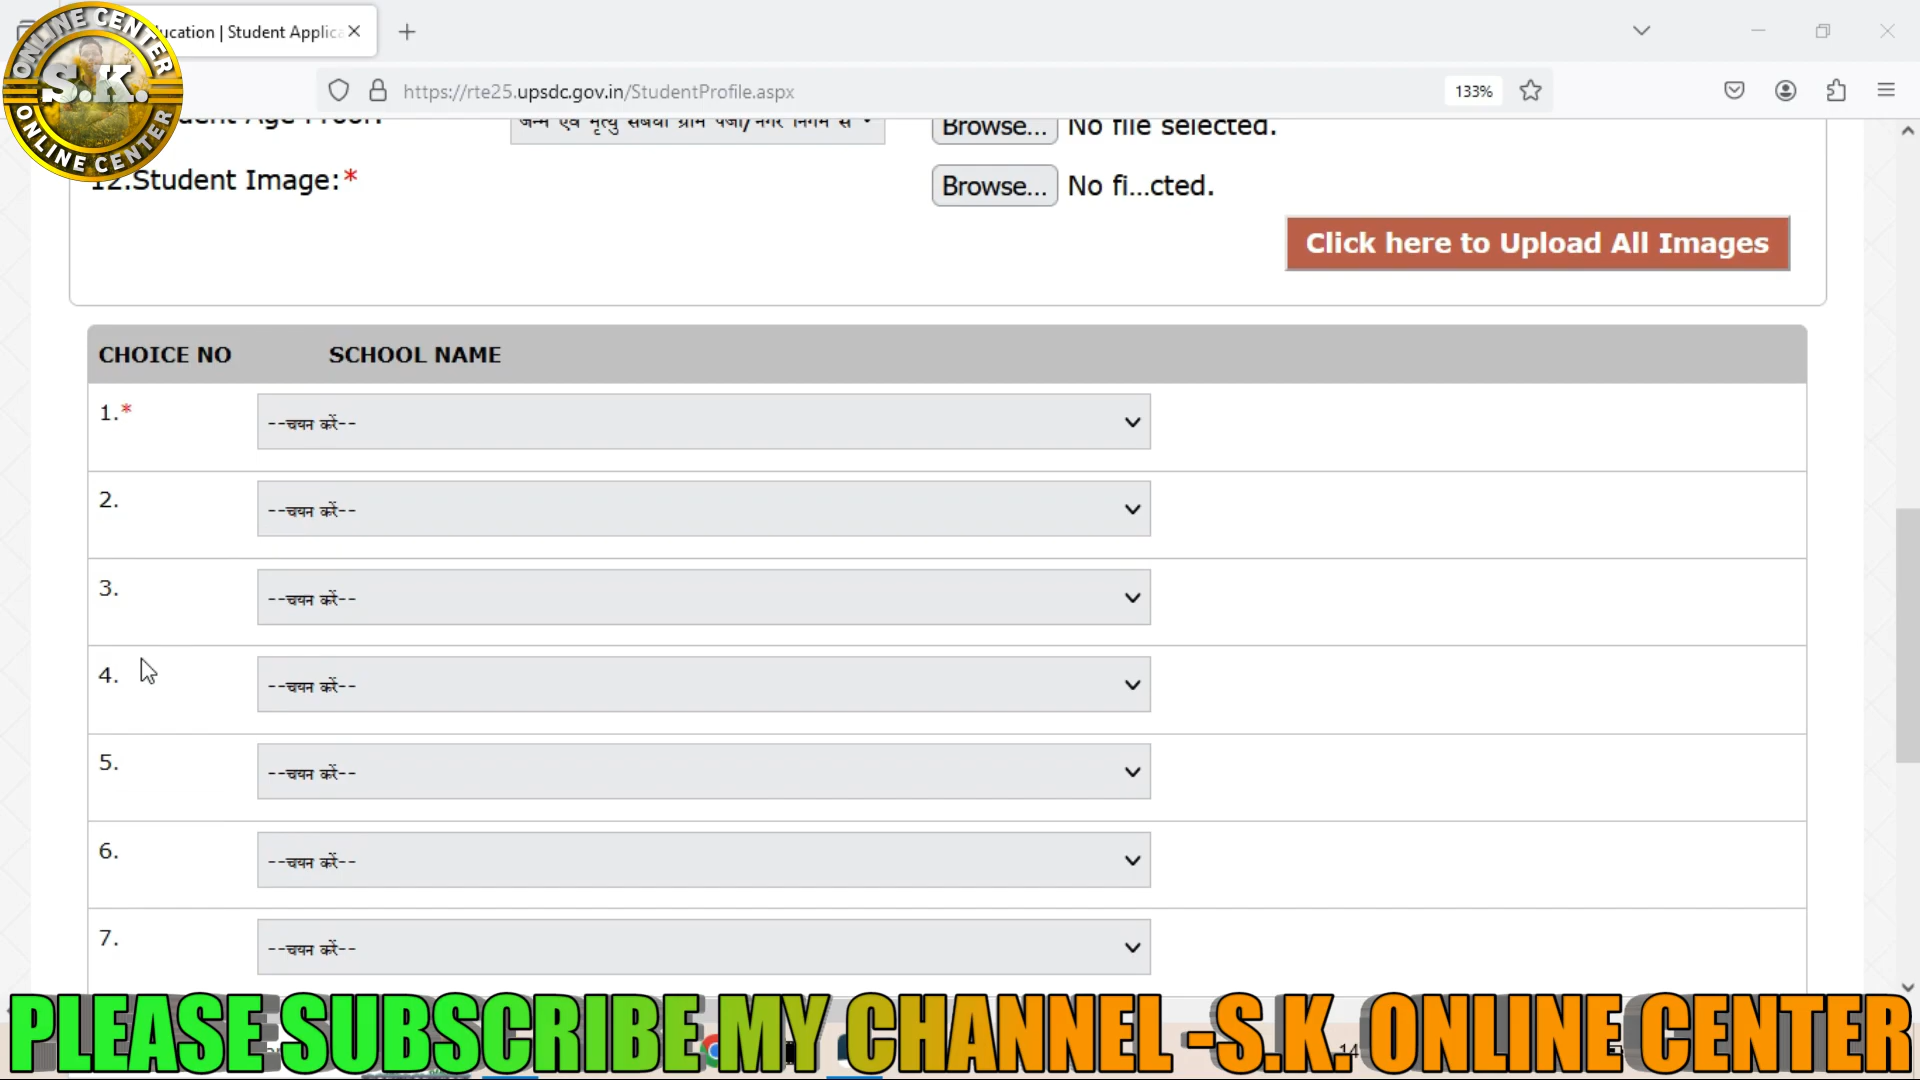 ONLINE CENTER
S.K.
ONLINE CENTER
ucation | Student Applica
https://rte25.upsdc.gov.in/StudentProfile.aspx
133%
Browse... No file selected.
12.Student Image:*
Browse... No fi...cted.
Click here to Upload All Images
CHOICE NO SCHOOL NAME
1.* --चयन करें--
2. --चयन करें--
3. --चयन करें--
4. --चयन करें--
5. --चयन करें--
6. --चयन करें--
7. --चयन करें--
PLEASE SUBSCRIBE MY CHANNEL -S.K. ONLINE CENTER